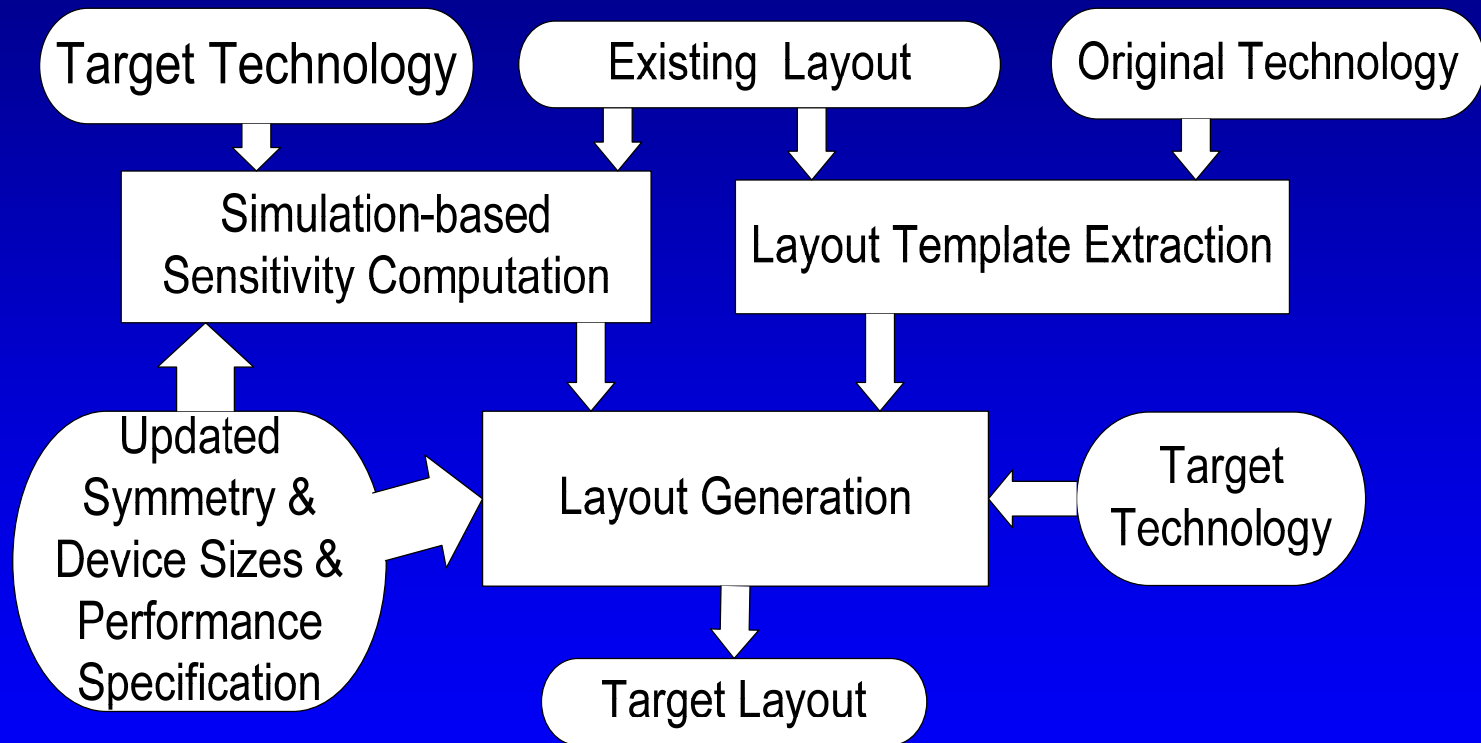 Target Technology
Existing Layout
Original Technology
Simulation-based
Sensitivity Computation
Layout Template Extraction
Updated
Symmetry &
Device Sizes &
Performance
Specification
Layout Generation
Target
Technology
Target Layout